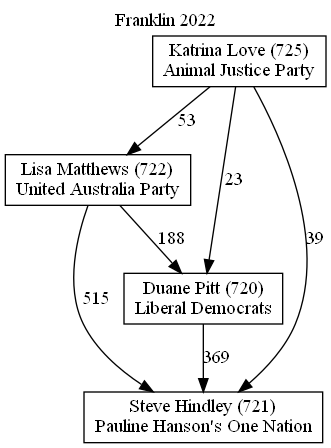 Franklin 2022
Katrina Love (725)
Animal Justice Party
53
Lisa Matthews (722)
United Australia Party
23
39
188
515
Duane Pitt (720)
Liberal Democrats
369
Steve Hindley (721)
Pauline Hanson's One Nation